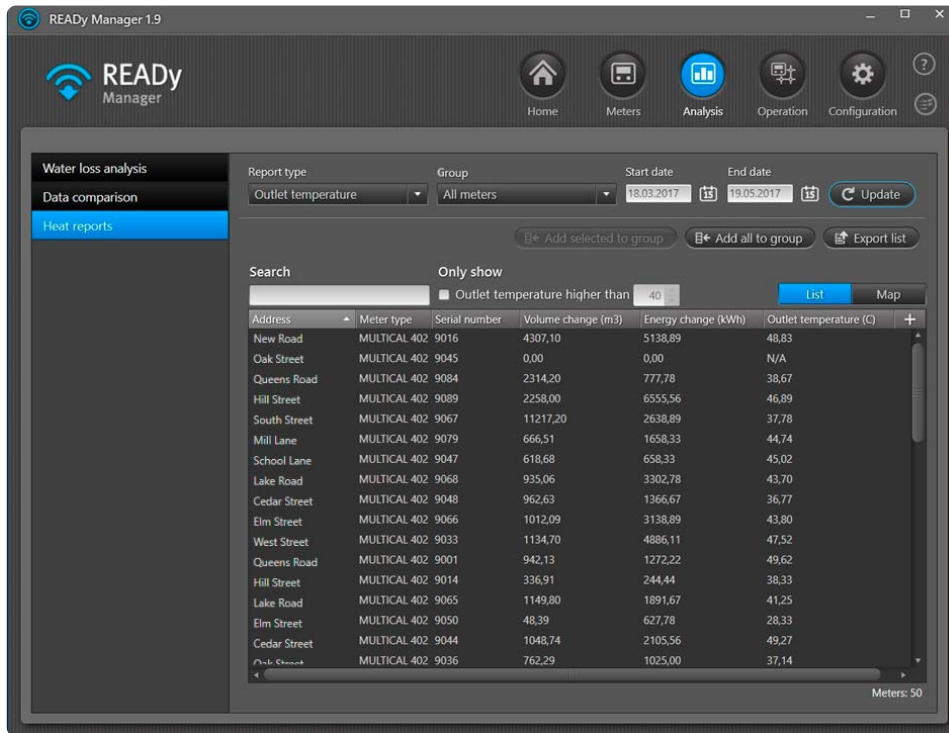 READy Manager 1.9
READy
Manager
Home Meters Analysis Operation Configuration
?
Water loss analysis
Data comparison
Heat reports
Report type Group Start date End date
Outlet temperature All meters 18.03.2017 15 19.05.2017 15 Update
Add selected to group Add all to group Export list
Search Only show
Outlet temperature higher than 40 List Map
Address Meter type Serial number Volume change (m3) Energy change (kWh) Outlet temperature (C) +
New Road MULTICAL 402 9016 4307,10 5138,89 48,83
Oak Street MULTICAL 402 9045 0,00 0,00 N/A
Queens Road MULTICAL 402 9084 2314,20 777,78 38,67
Hill Street MULTICAL 402 9089 2258,00 6555,56 46,89
South Street MULTICAL 402 9067 11217,20 2638,89 37,78
Mill Lane MULTICAL 402 9079 666,51 1658,33 44,74
School Lane MULTICAL 402 9047 618,68 658,33 45,02
Lake Road MULTICAL 402 9068 935,06 3302,78 43,70
Cedar Street MULTICAL 402 9048 962,63 1366,67 36,77
Elm Street MULTICAL 402 9066 1012,09 3138,89 43,80
West Street MULTICAL 402 9033 1134,70 4886,11 47,52
Queens Road MULTICAL 402 9001 942,13 1272,22 49,62
Hill Street MULTICAL 402 9014 336,91 244,44 38,33
Lake Road MULTICAL 402 9065 1149,80 1891,67 41,25
Elm Street MULTICAL 402 9050 48,39 627,78 28,33
Cedar Street MULTICAL 402 9044 1048,74 2105,56 49,27
Oak Street MULTICAL 402 9036 762,29 1025,00 37,14
Meters: 50